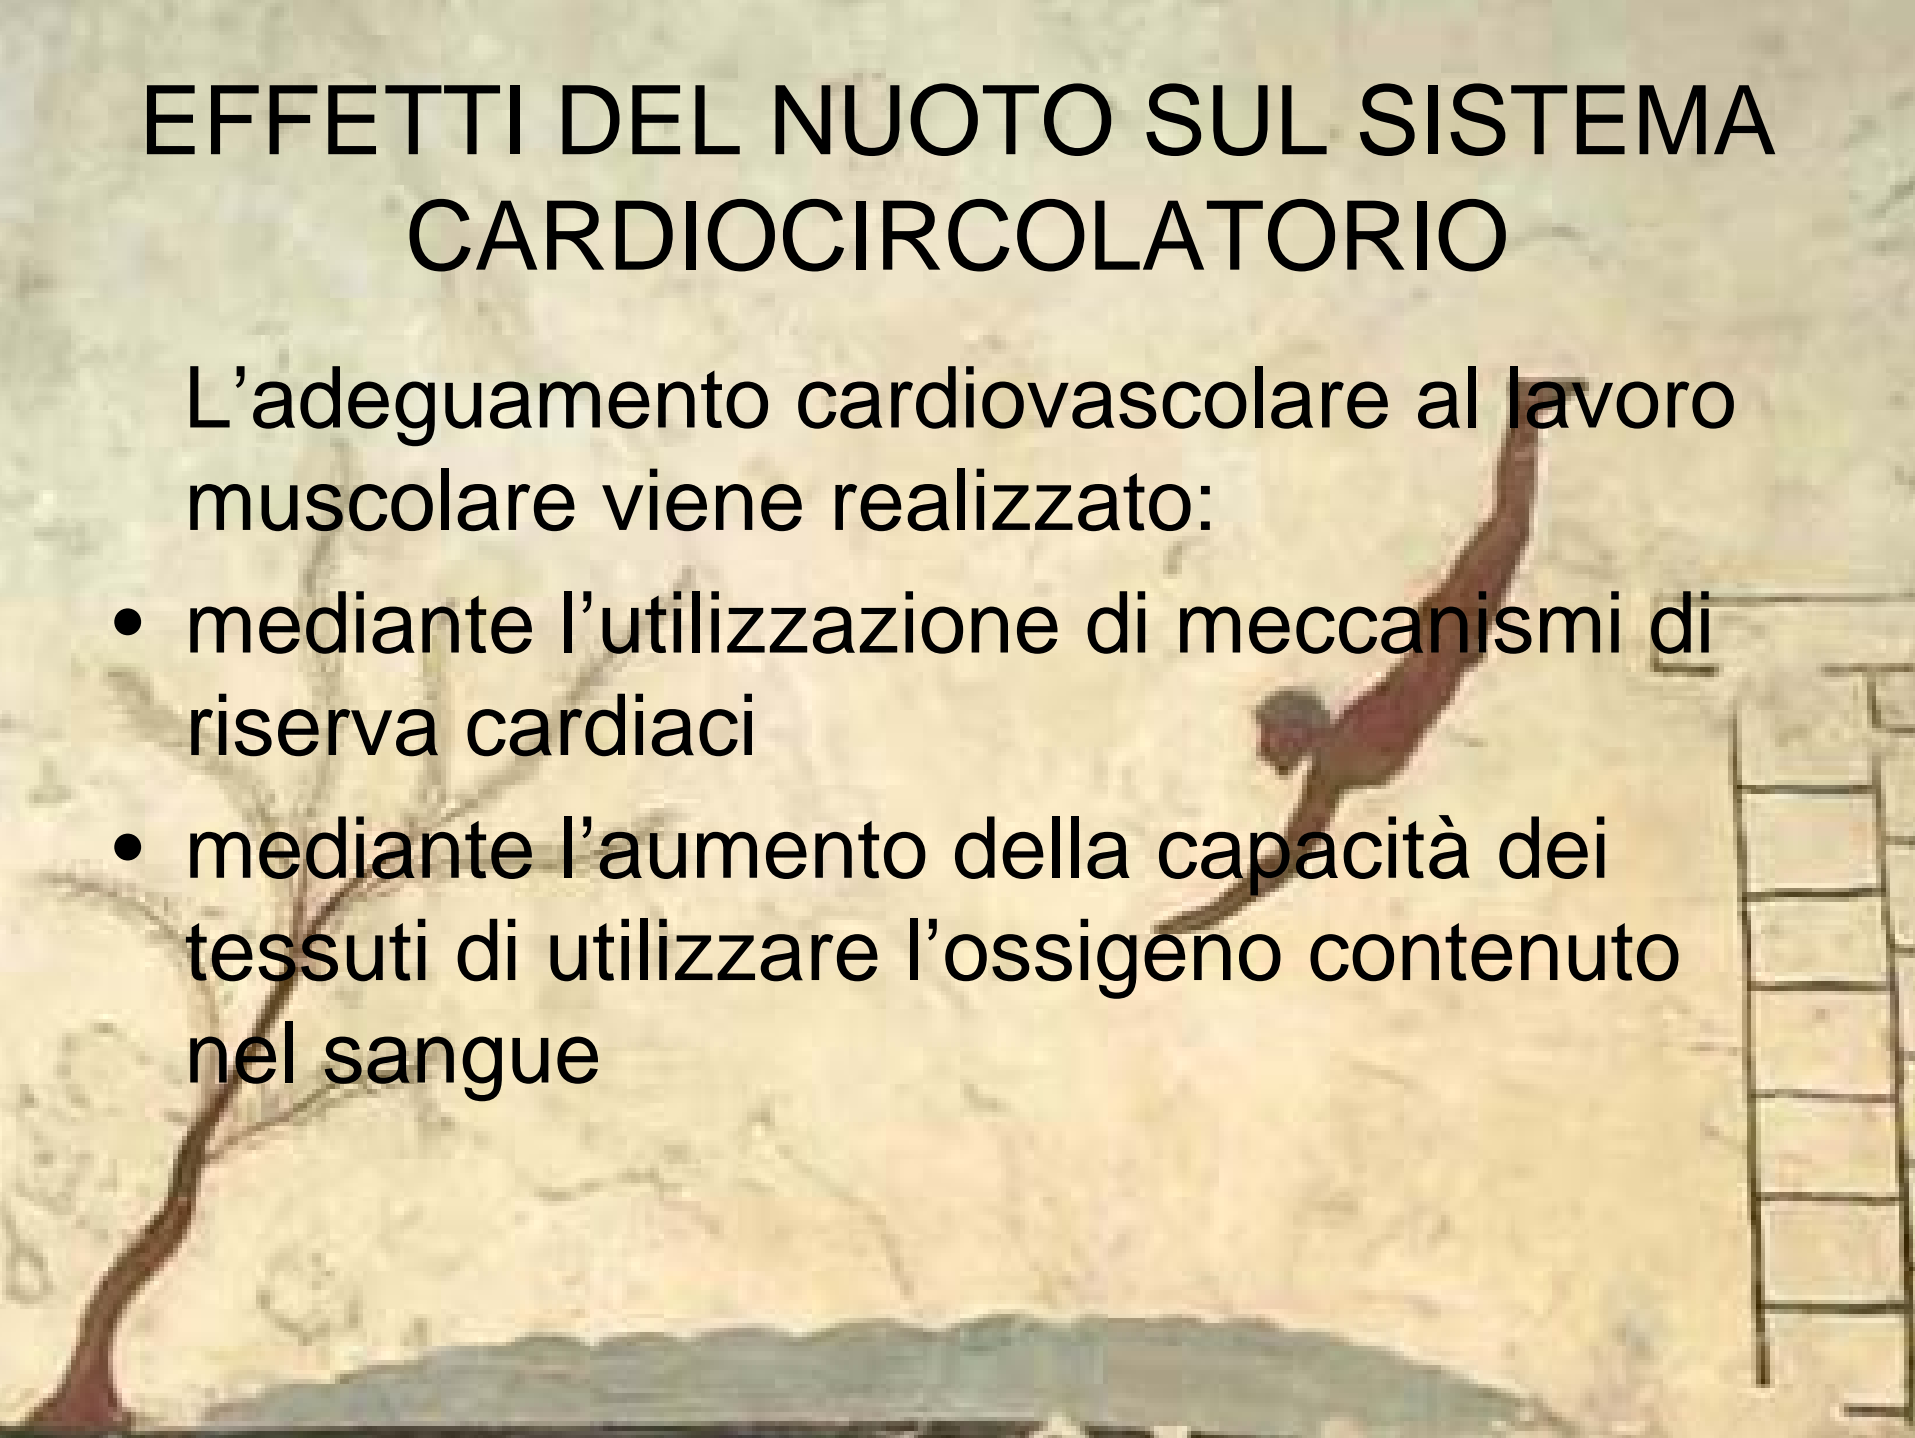 EFFETTI DEL NUOTO SUL SISTEMA
CARDIOCIRCOLATORIO
L’adeguamento cardiovascolare al lavoro
muscolare viene realizzato:
• mediante l’utilizzazione di meccanismi di
riserva cardiaci
• mediante l’aumento della capacità dei
tessuti di utilizzare l’ossigeno contenuto
nel sangue